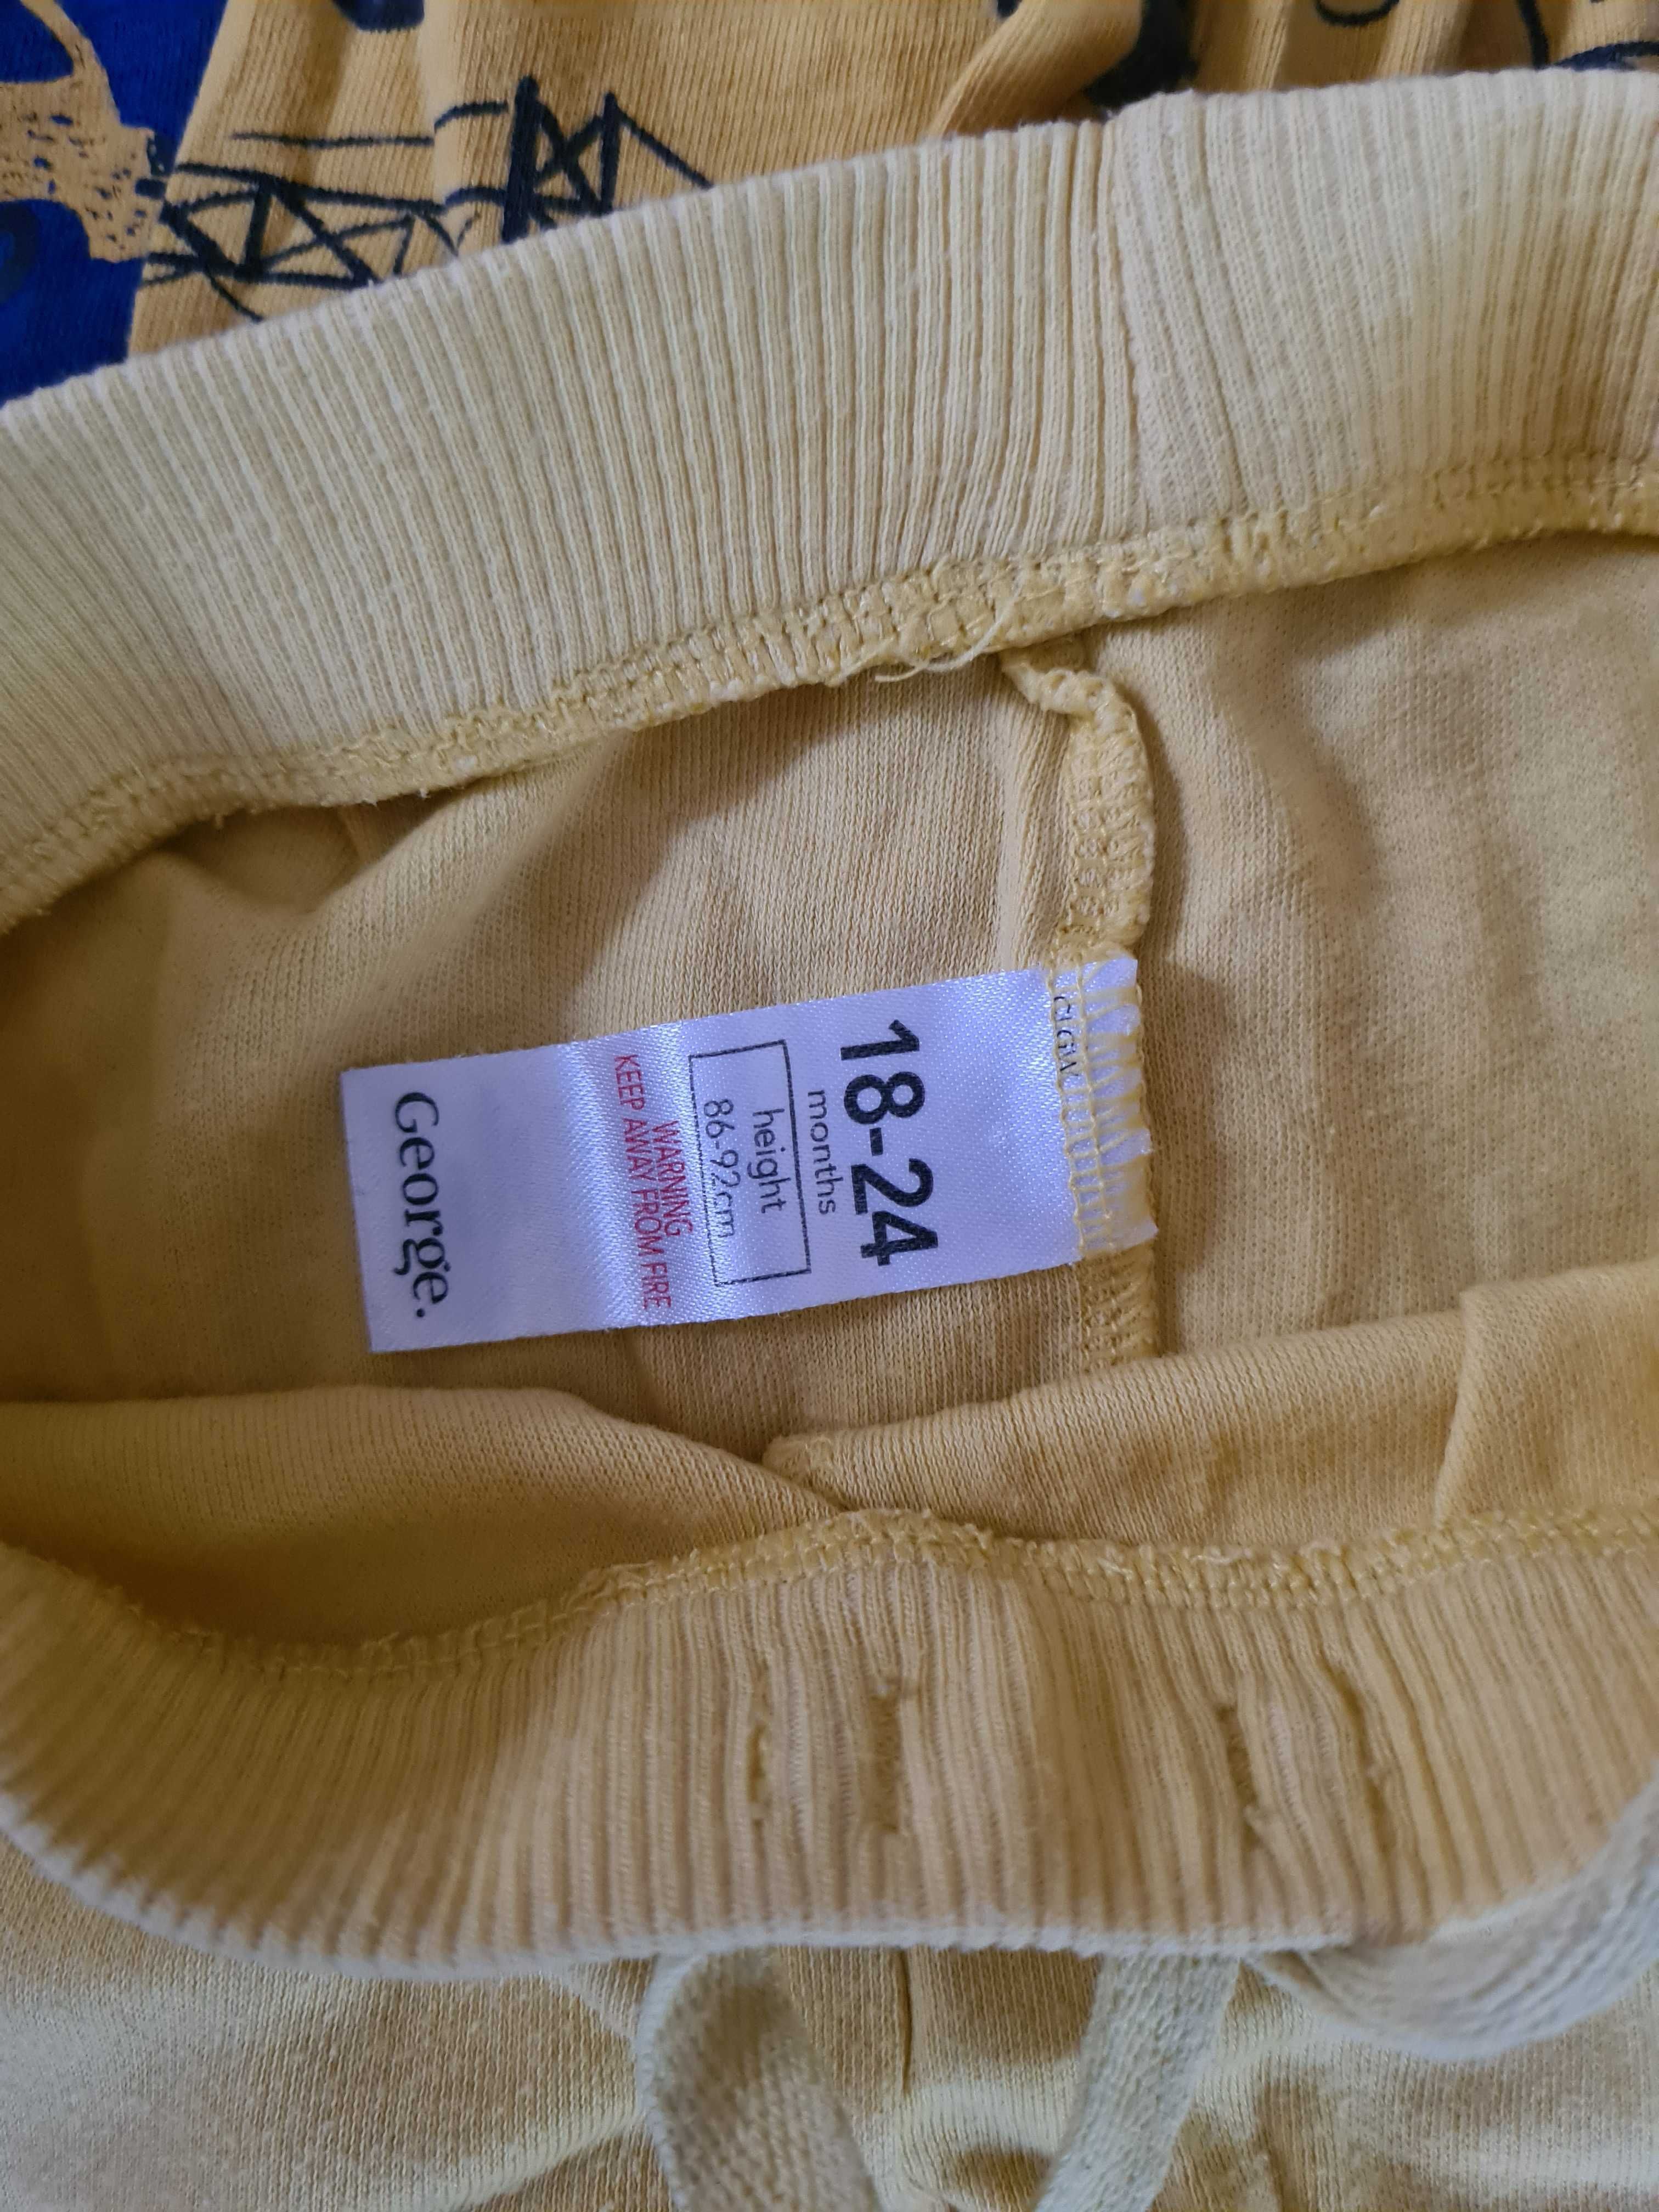 18-24
months
height
86-92cm
WARNING
KEEP AWAY FROM FIRE
George.